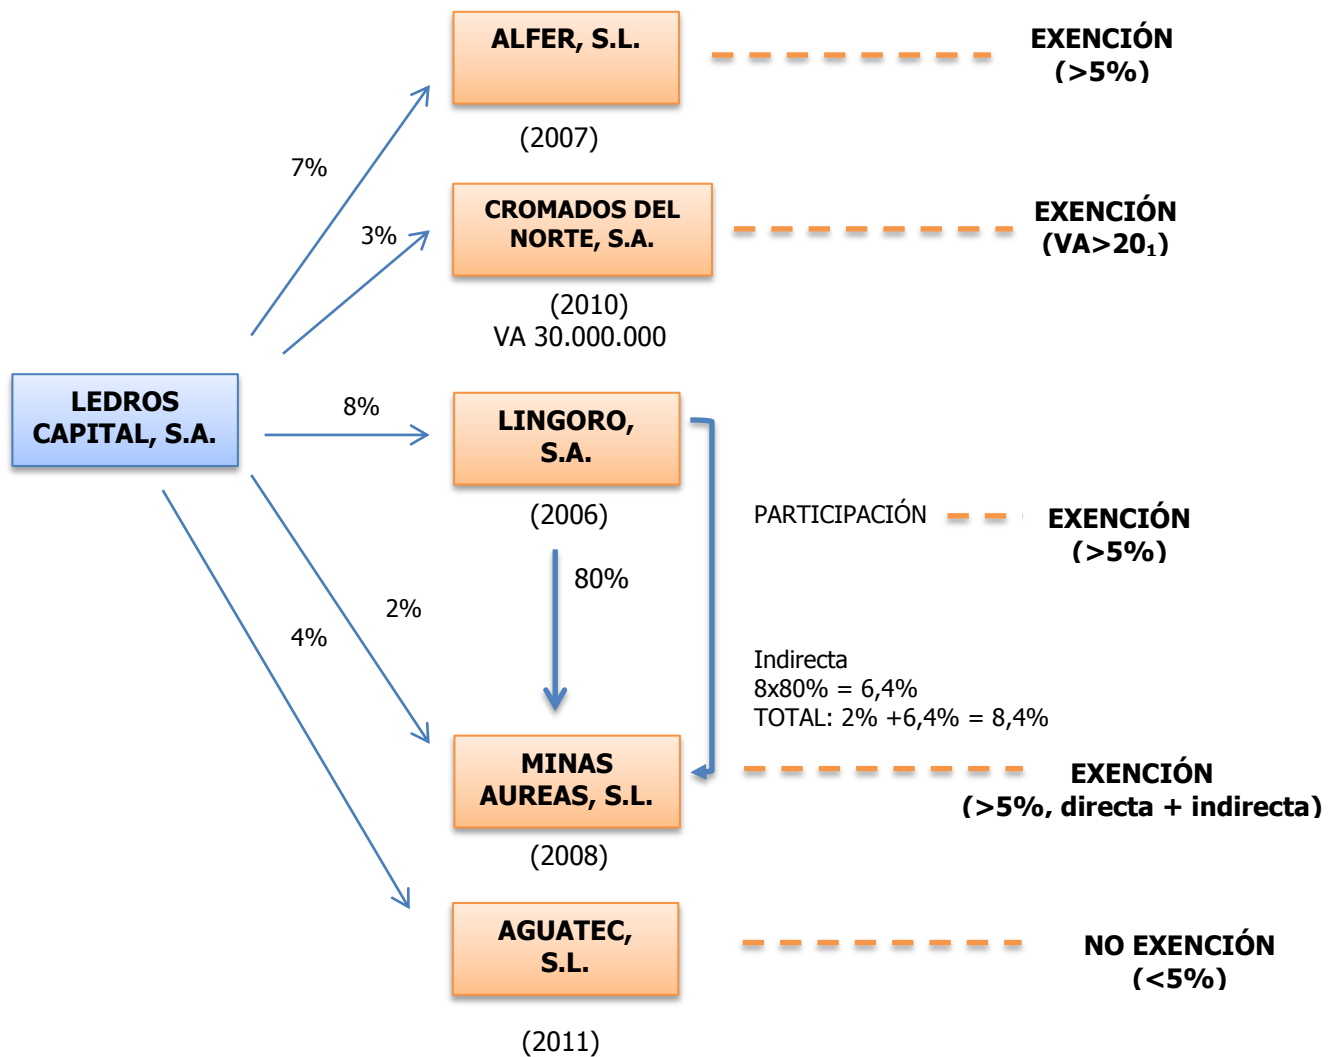 ALFER, S.L.
EXENCIÓN
(>5%)
(2007)
7%
CROMADOS DEL
NORTE, S.A.
EXENCIÓN
(VA>20₁)
3%
(2010)
VA 30.000.000
LEDROS
CAPITAL, S.A.
8%
LINGORO,
S.A.
(2006)
PARTICIPACIÓN
EXENCIÓN
(>5%)
80%
2%
4%
Indirecta
8x80% = 6,4%
TOTAL: 2% +6,4% = 8,4%
MINAS
AUREAS, S.L.
EXENCIÓN
(>5%, directa + indirecta)
(2008)
AGUATEC,
S.L.
NO EXENCIÓN
(<5%)
(2011)